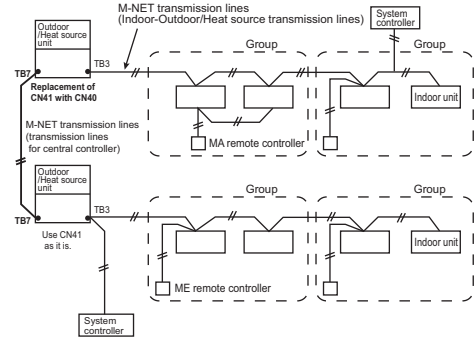 M-NET transmission lines
(Indoor-Outdoor/Heat source transmission lines)
System
controller
Outdoor
/Heat source
unit
TB3
TB7
Replacement of
CN41 with CN40
Group
Group
Indoor unit
MA remote controller
M-NET transmission lines
(transmission lines
for central controller)
Outdoor
/Heat source
unit
TB3
TB7
Use CN41
as it is.
Group
Group
Indoor unit
ME remote controller
System
controller